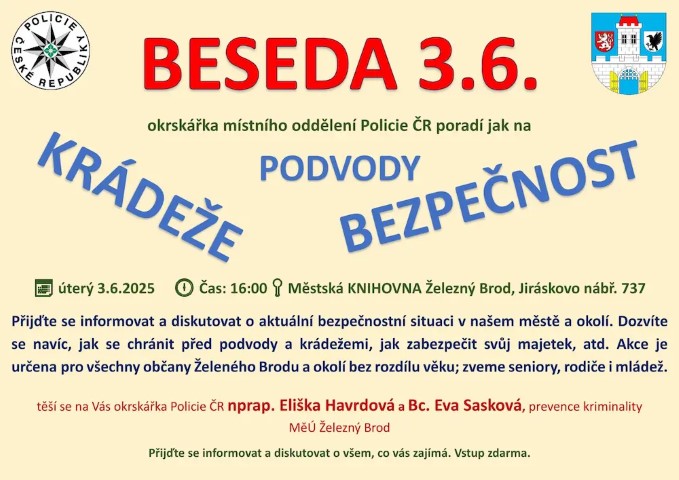 POLICIE
ČESKÉ REPUBLIKY
BESEDA 3.6.
okrskářka místního oddělení Policie ČR poradí jak na
KRÁDEŽE
PODVODY
BEZPEČNOST
úterý 3.6.2025 Čas: 16:00 Městská KNIHOVNA Železný Brod, Jiráskovo nábř. 737
Přijďte se informovat a diskutovat o aktuální bezpečnostní situaci v našem městě a okolí. Dozvíte
se navíc, jak se chránit před podvody a krádežemi, jak zabezpečit svůj majetek, atd. Akce je
určena pro všechny občany Želeného Brodu a okolí bez rozdílu věku; zveme seniory, rodiče i mládež.
těší se na Vás okrskářka Policie ČR nprap. Eliška Havrdová a Bc. Eva Sasková, prevence kriminality
MěÚ Železný Brod
Přijďte se informovat a diskutovat o všem, co vás zajímá. Vstup zdarma.